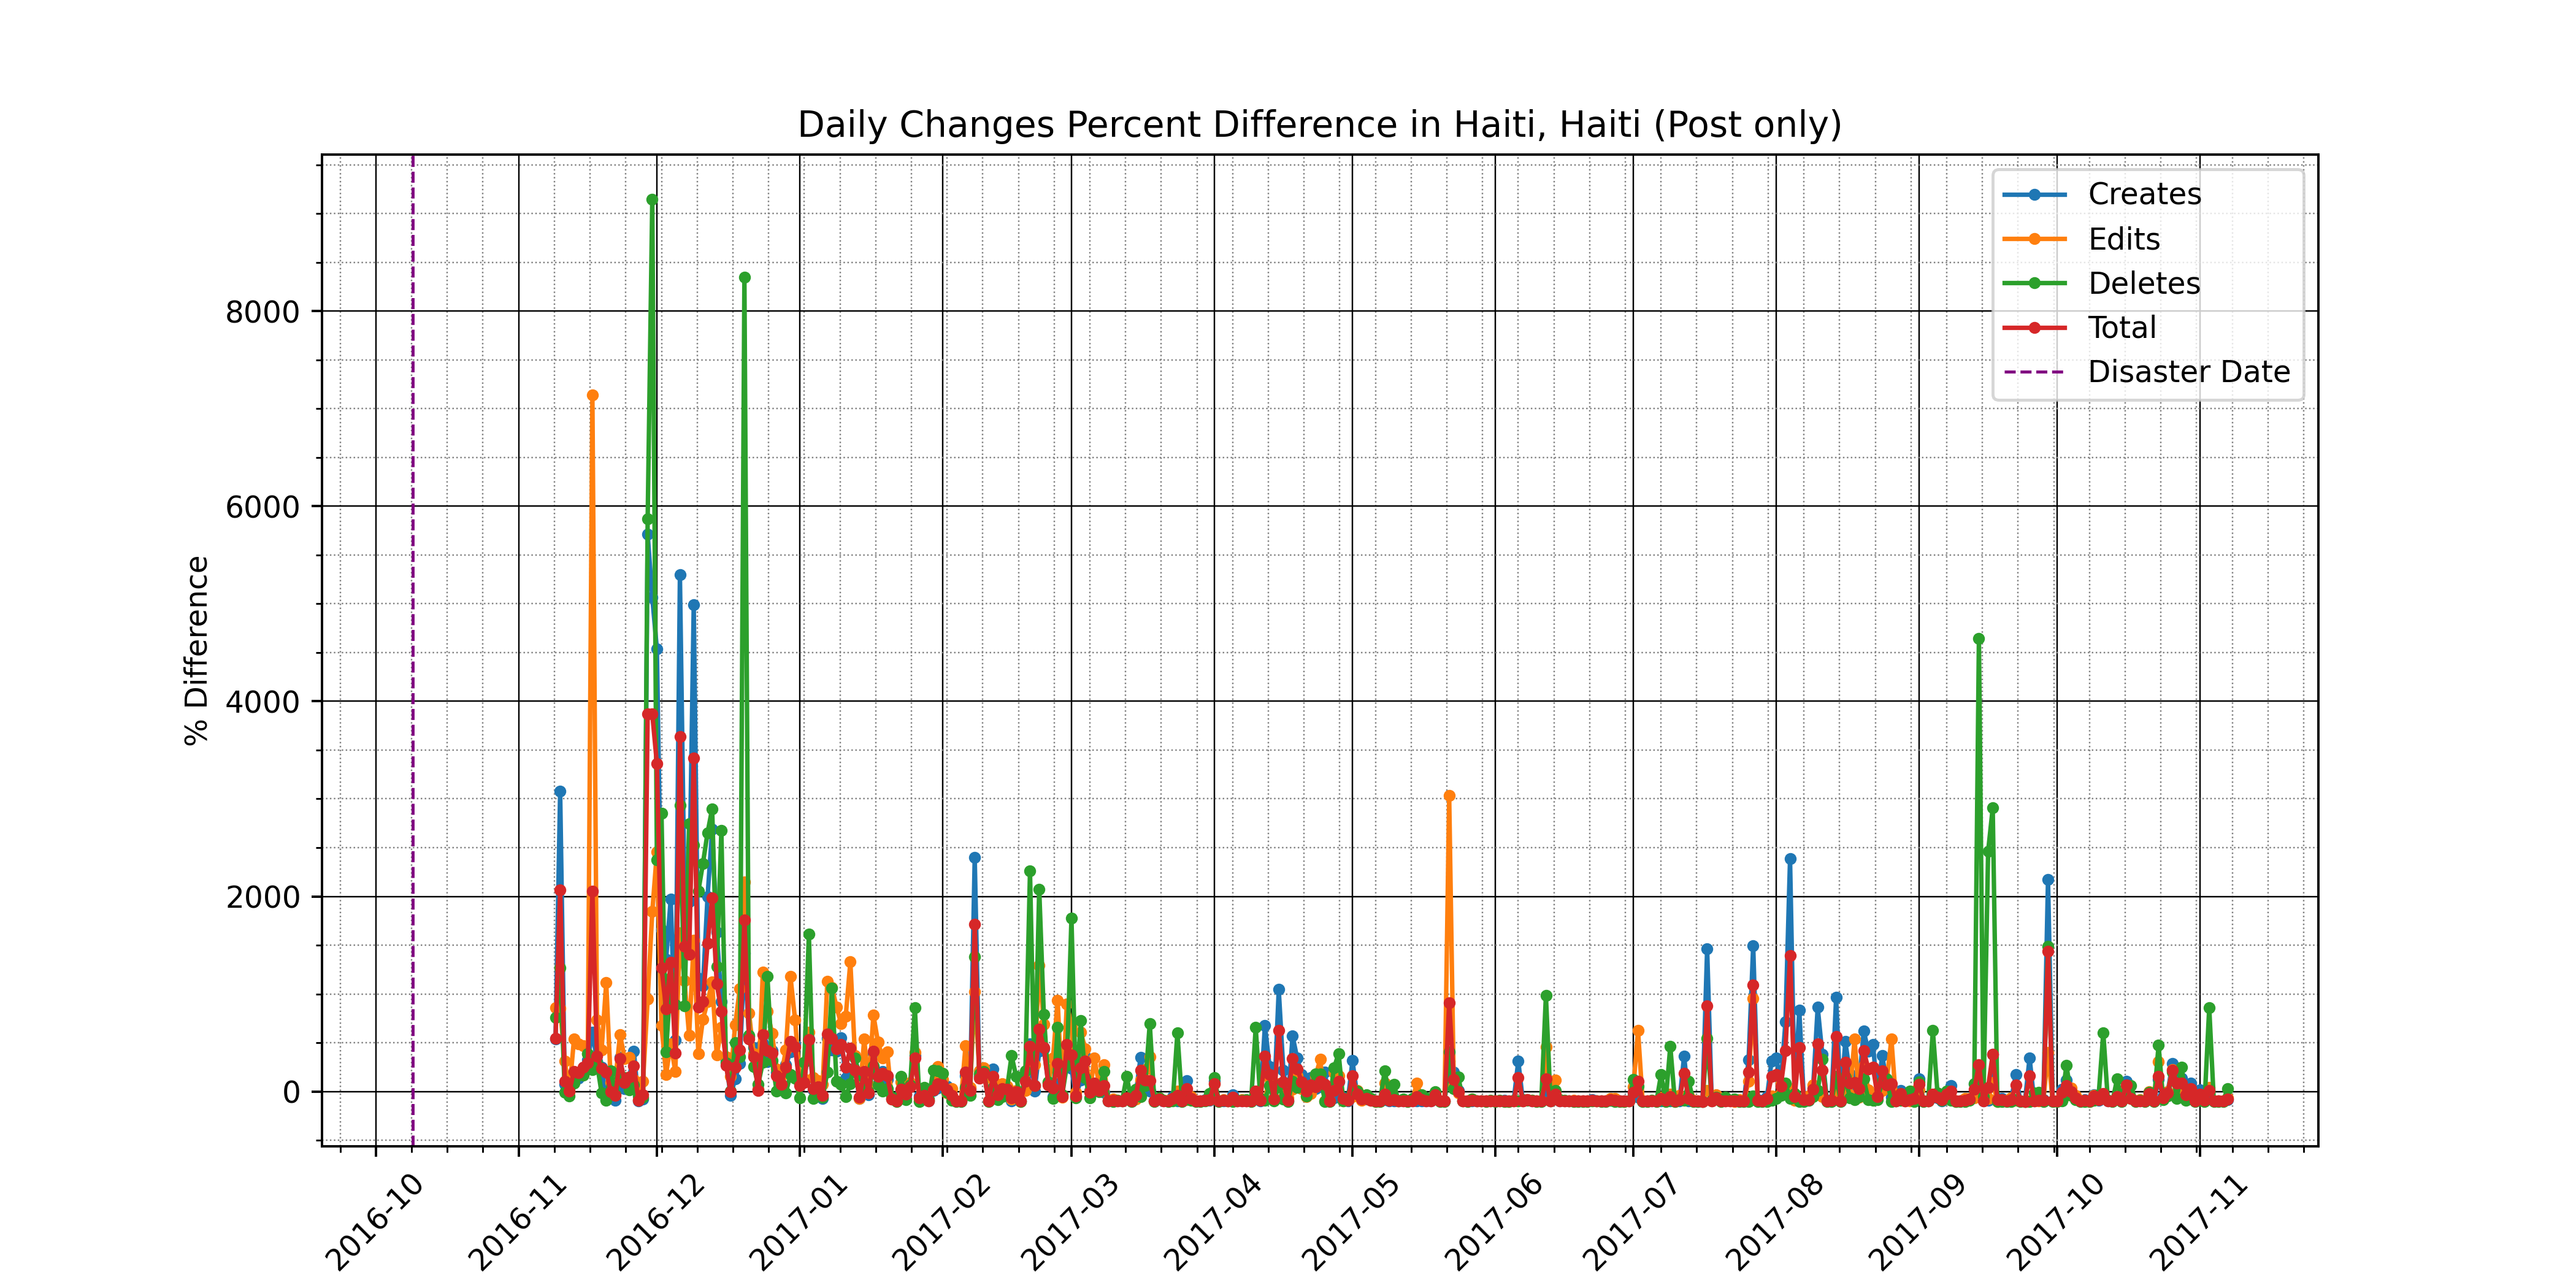 Daily Changes Percent Difference in Haiti, Haiti (Post only)
Creates
Edits
Deletes
Total
Disaster Date
% Difference
8000
6000
4000
2000
0
2016-10
2016-11
2016-12
2017-01
2017-02
2017-03
2017-04
2017-05
2017-06
2017-07
2017-08
2017-09
2017-10
2017-11